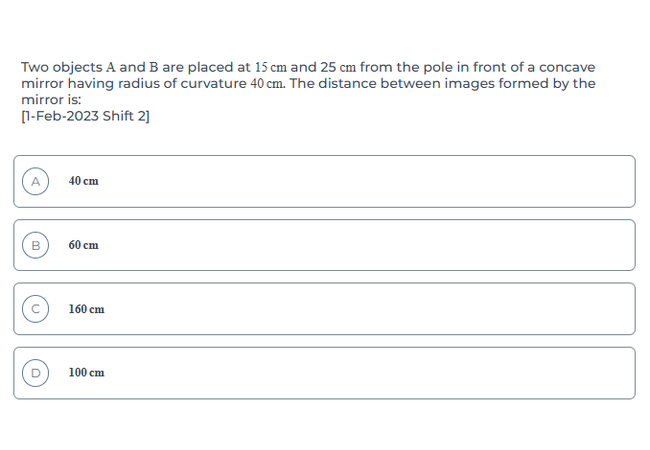 Two objects A and B are placed at 15 cm and 25 cm from the pole in front of a concave
mirror having radius of curvature 40 cm. The distance between images formed by the
mirror is:
[1-Feb-2023 Shift 2]
A 40 cm
B 60 cm
C 160 cm
D 100 cm